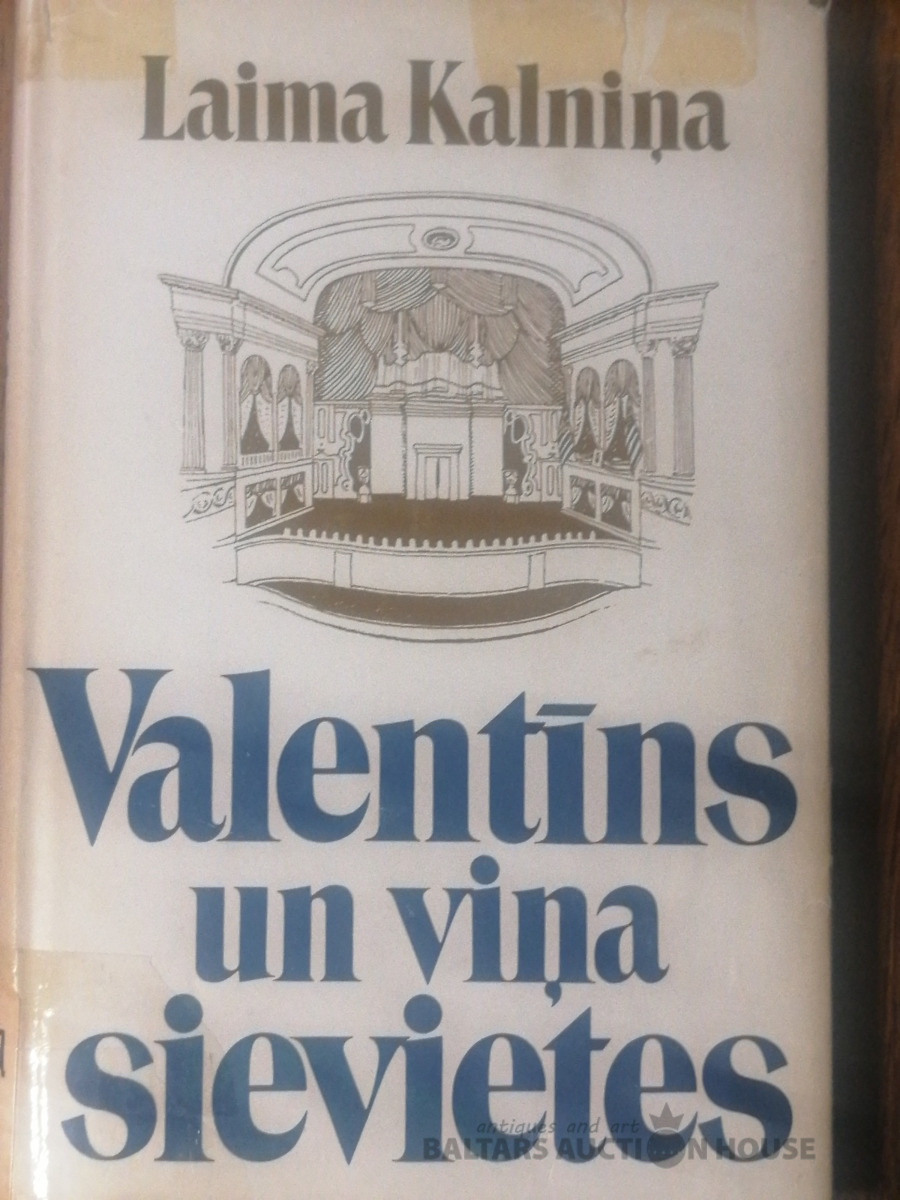 Laima Kalniņa
Valentīns
un viņa
sievietes
antiques and art
BALTARS AUCTION HOUSE